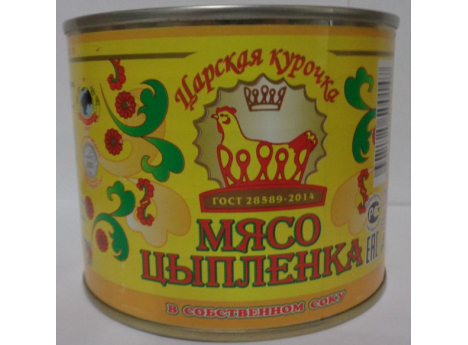 Царская курочка
ГОСТ 28589-2014
МЯСО
ЦЫПЛЕНКА
В СОБСТВЕННОМ СОКУ
ЕАС